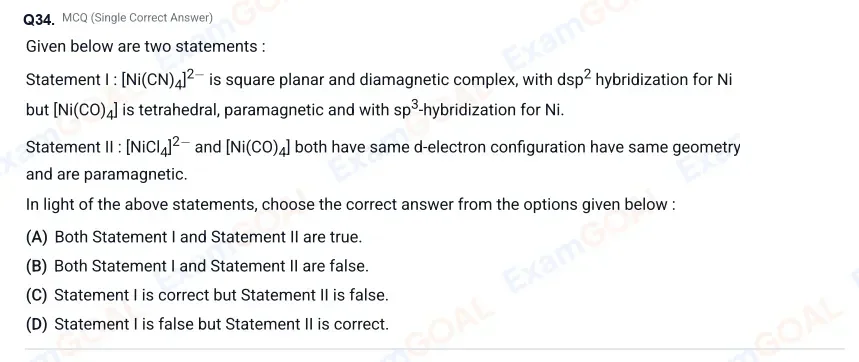 Q34. MCQ (Single Correct Answer)
Given below are two statements :
Statement I : [Ni(CN)₄]²⁻ is square planar and diamagnetic complex, with dsp² hybridization for Ni
but [Ni(CO)₄] is tetrahedral, paramagnetic and with sp³-hybridization for Ni.
Statement II : [NiCl₄]²⁻ and [Ni(CO)₄] both have same d-electron configuration have same geometry
and are paramagnetic.
In light of the above statements, choose the correct answer from the options given below :
(A) Both Statement I and Statement II are true.
(B) Both Statement I and Statement II are false.
(C) Statement I is correct but Statement II is false.
(D) Statement I is false but Statement II is correct.